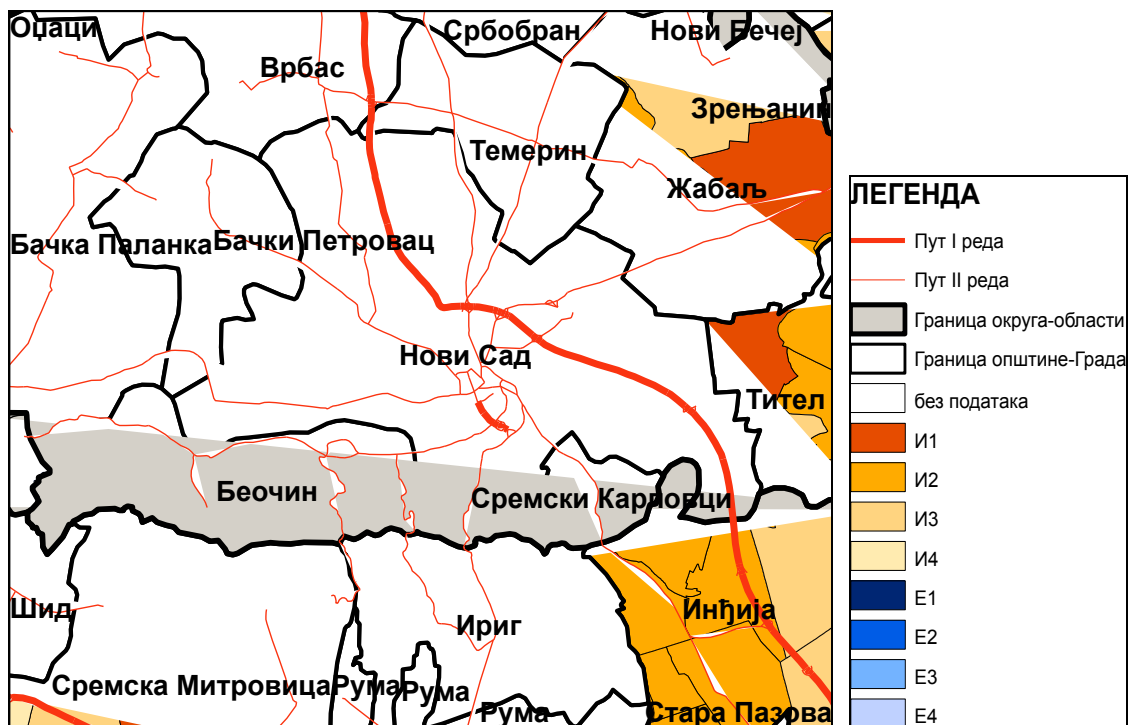 Оџаци
Србобран
Нови Бечеј
Врбас
Зрењанин
Темерин
Жабаљ
Бачка Паланка
Бачки Петровац
Нови Сад
Тител
Беочин
Сремски Карловци
Шид
Инђија
Ириг
Сремска Митровица
Рума
Рума
Рума
Стара Пазова
ЛЕГЕНДА
Пут I реда
Пут II реда
Граница округа-области
Граница општине-Града
без података
И1
И2
И3
И4
Е1
Е2
Е3
Е4